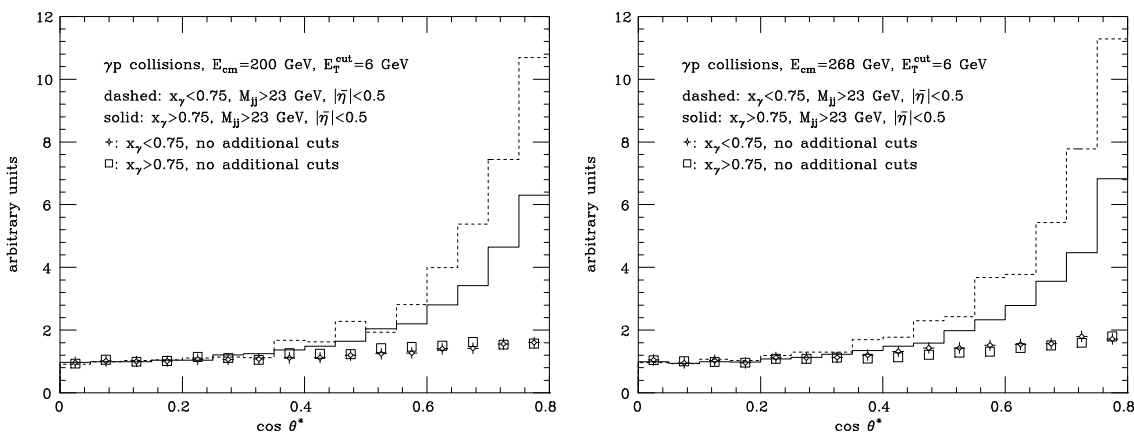 12
10
8
6
4
2
0
arbitrary units
γp collisions, E_cm=200 GeV, E_T^cut=6 GeV
dashed: x_γ<0.75, M_jj>23 GeV, |η̄|<0.5
solid: x_γ>0.75, M_jj>23 GeV, |η̄|<0.5
: x_γ<0.75, no additional cuts
: x_γ>0.75, no additional cuts
0 0.2 0.4 0.6 0.8
cos θ*
12
10
8
6
4
2
0
arbitrary units
γp collisions, E_cm=268 GeV, E_T^cut=6 GeV
dashed: x_γ<0.75, M_jj>23 GeV, |η̄|<0.5
solid: x_γ>0.75, M_jj>23 GeV, |η̄|<0.5
: x_γ<0.75, no additional cuts
: x_γ>0.75, no additional cuts
0 0.2 0.4 0.6 0.8
cos θ*